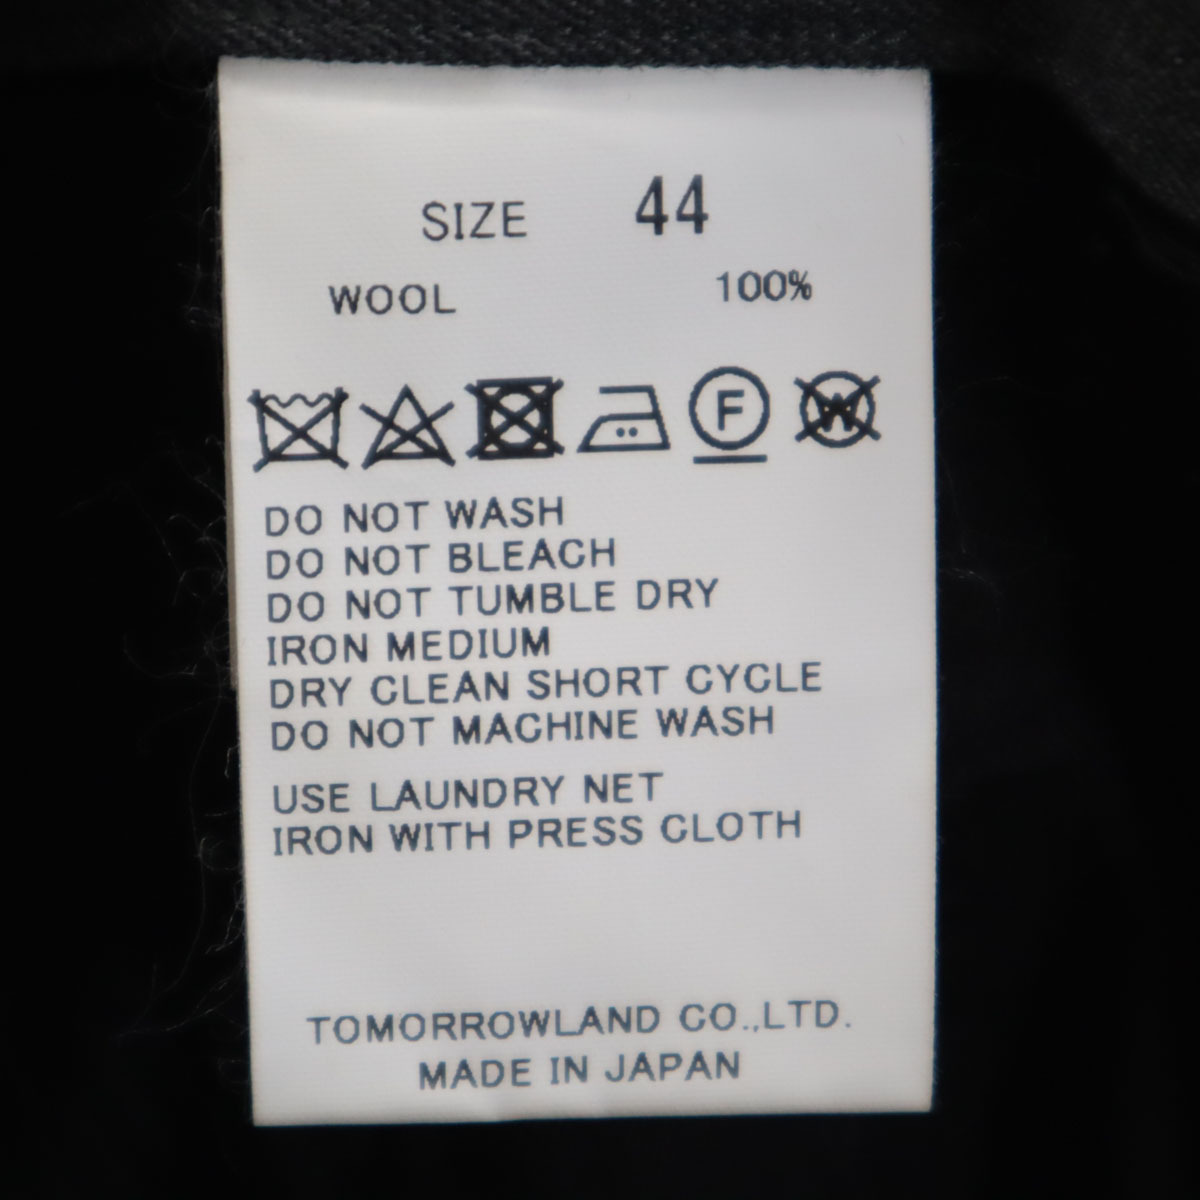 SIZE 44
WOOL 100%
F W
DO NOT WASH
DO NOT BLEACH
DO NOT TUMBLE DRY
IRON MEDIUM
DRY CLEAN SHORT CYCLE
DO NOT MACHINE WASH
USE LAUNDRY NET
IRON WITH PRESS CLOTH
TOMORROWLAND CO.,LTD.
MADE IN JAPAN